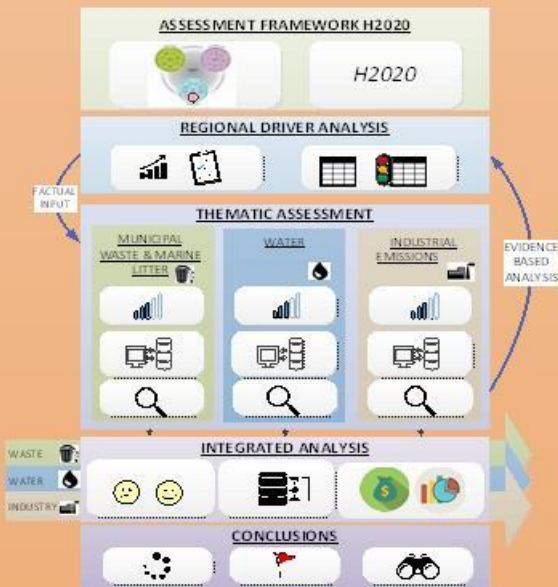 ASSESSMENT FRAMEWORK H2020
H2020
REGIONAL DRIVER ANALYSIS
FACTUAL
INPUT
THEMATIC ASSESSMENT
MUNICIPAL
WASTE & MARINE
LITTER
WATER
INDUSTRIAL
EMISSIONS
EVIDENCE
BASED
ANALYSIS
WASTE
WATER
INDUSTRY
INTEGRATED ANALYSIS
CONCLUSIONS